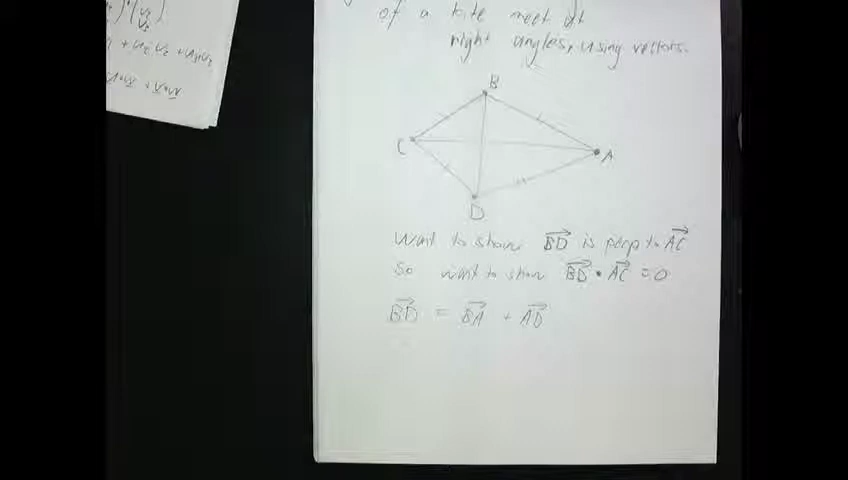 of a kite meet at
right angles, using vectors.
B
C
A
D
Want to show BD is perp to AC
So want to show BD • AC = 0
BD = BA + AD